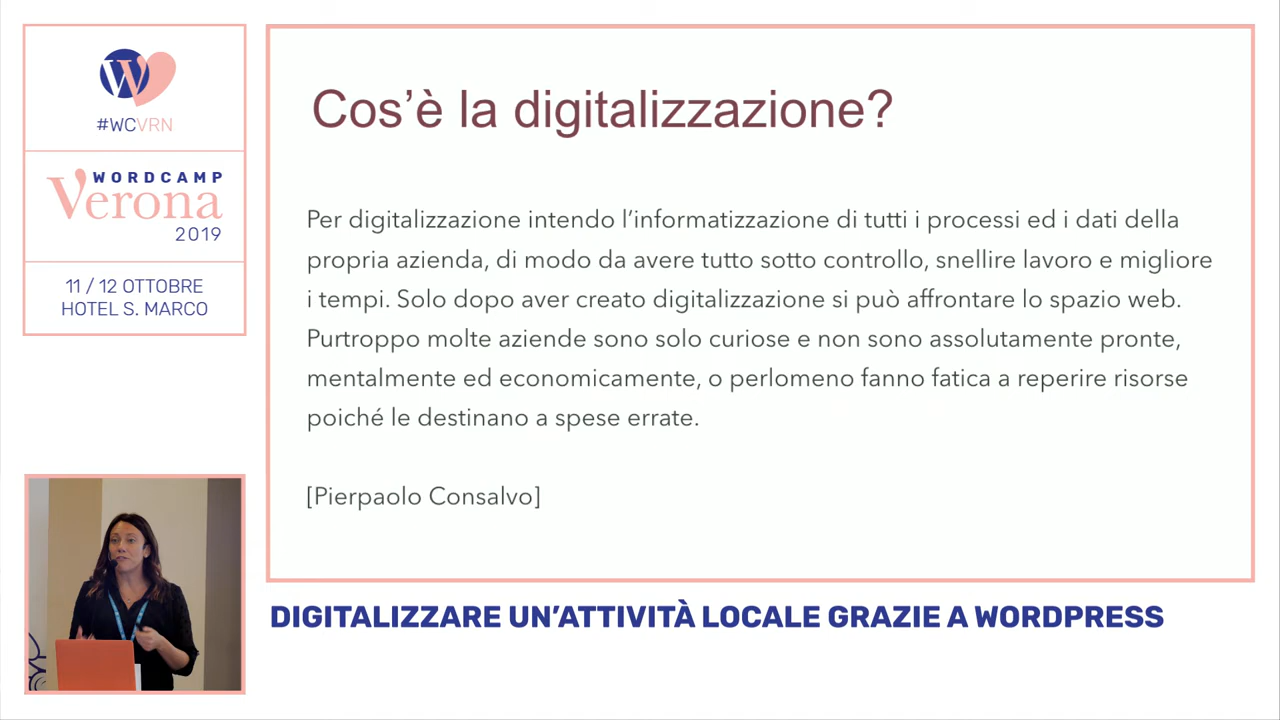 #WCVRN
WORDCAMP
Verona
2019
11 / 12 OTTOBRE
HOTEL S. MARCO
Cos’è la digitalizzazione?
Per digitalizzazione intendo l’informatizzazione di tutti i processi ed i dati della
propria azienda, di modo da avere tutto sotto controllo, snellire lavoro e migliore
i tempi. Solo dopo aver creato digitalizzazione si può affrontare lo spazio web.
Purtroppo molte aziende sono solo curiose e non sono assolutamente pronte,
mentalmente ed economicamente, o perlomeno fanno fatica a reperire risorse
poiché le destinano a spese errate.
[Pierpaolo Consalvo]
DIGITALIZZARE UN’ATTIVITÀ LOCALE GRAZIE A WORDPRESS